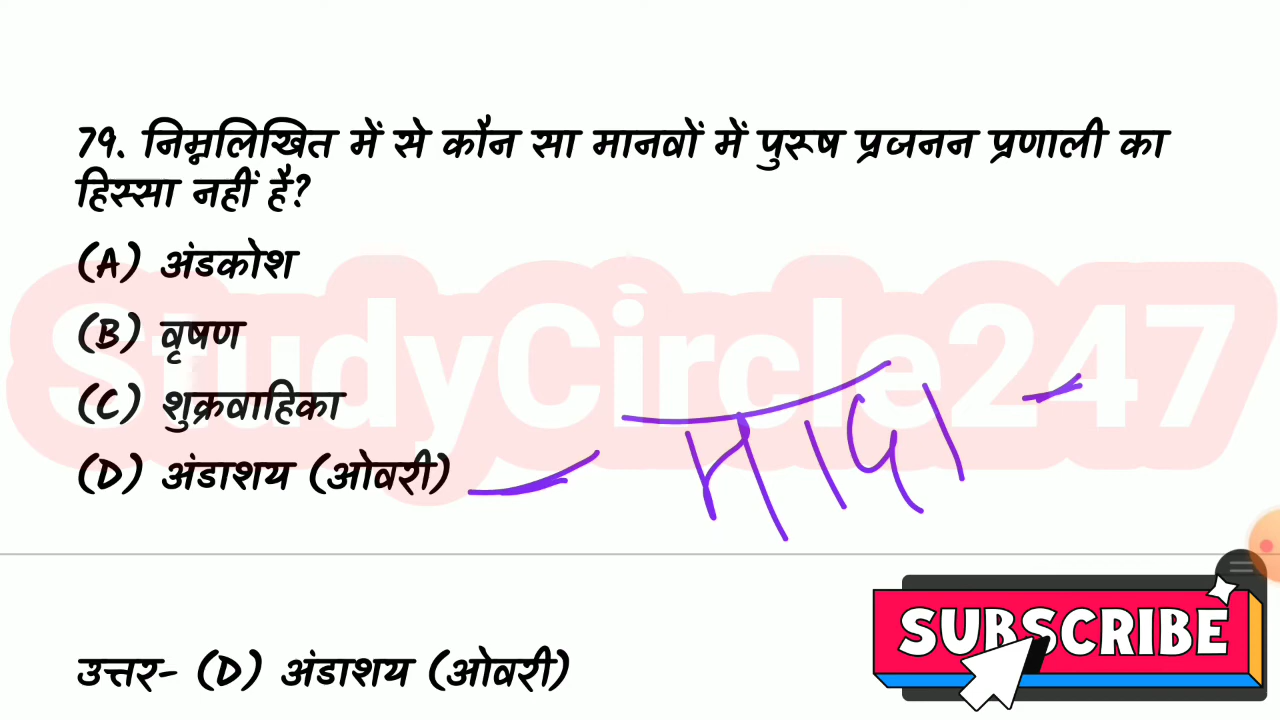 79. निम्नलिखित में से कौन सा मानवों में पुरूष प्रजनन प्रणाली का
हिस्सा नहीं है?
(A) अंडकोश
(B) वृषण
(C) शुक्रवाहिका
(D) अंडाशय (ओवरी)
मादा
StudyCircle247
उत्तर- (D) अंडाशय (ओवरी)
SUBSCRIBE